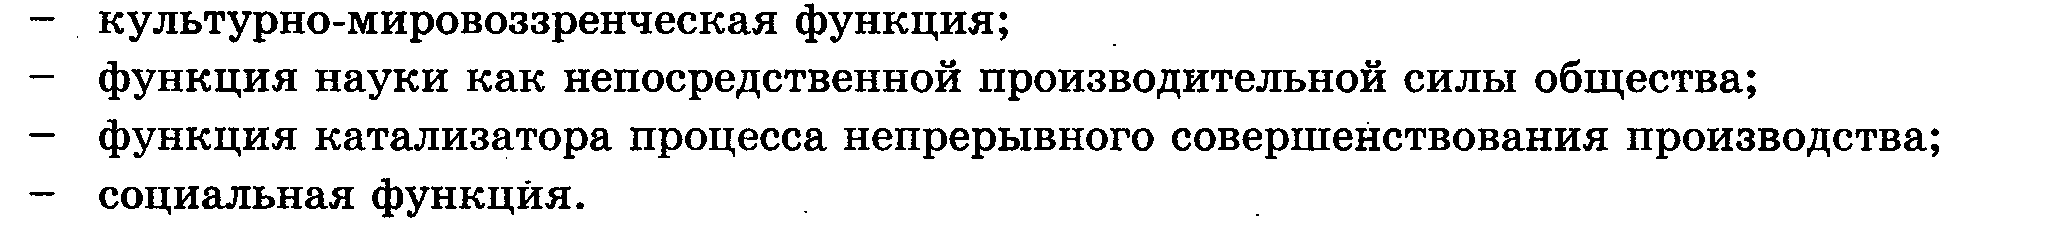 – культурно-мировоззренческая функция;
– функция науки как непосредственной производительной силы общества;
– функция катализатора процесса непрерывного совершенствования производства;
– социальная функция.